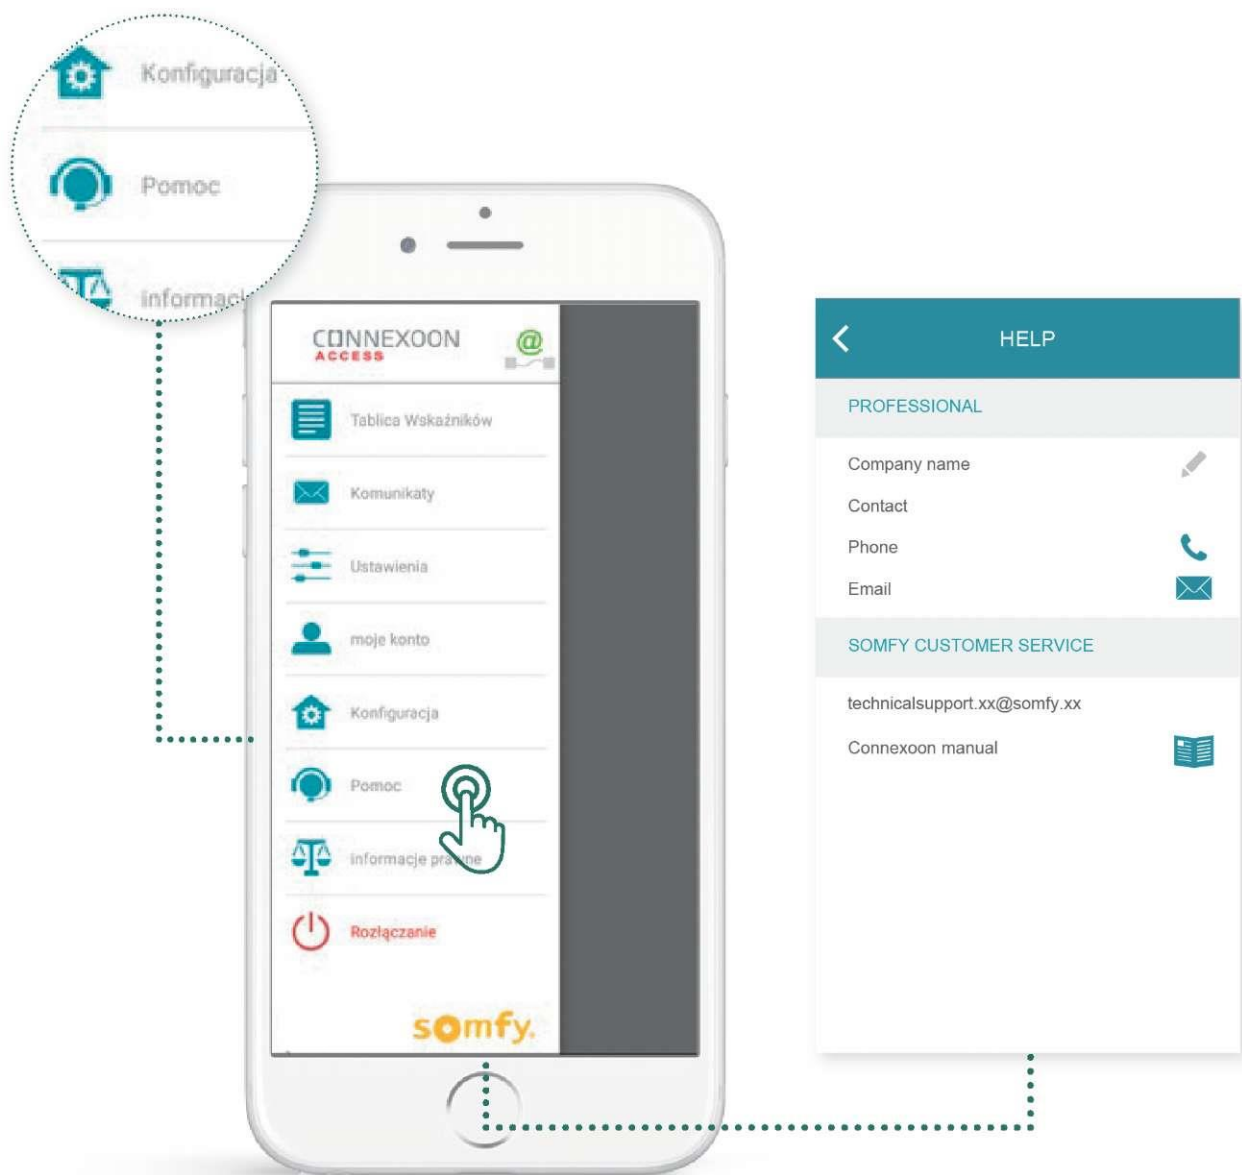 Konfiguracja
Pomoc
informacj
CONNEXOON
ACCESS
@
Tablica Wskaźników
Komunikaty
Ustawienia
moje konto
Konfiguracja
Pomoc
informacje prawne
Rozłączanie
somfy.
HELP
PROFESSIONAL
Company name
Contact
Phone
Email
SOMFY CUSTOMER SERVICE
technicalsupport.xx@somfy.xx
Connexoon manual